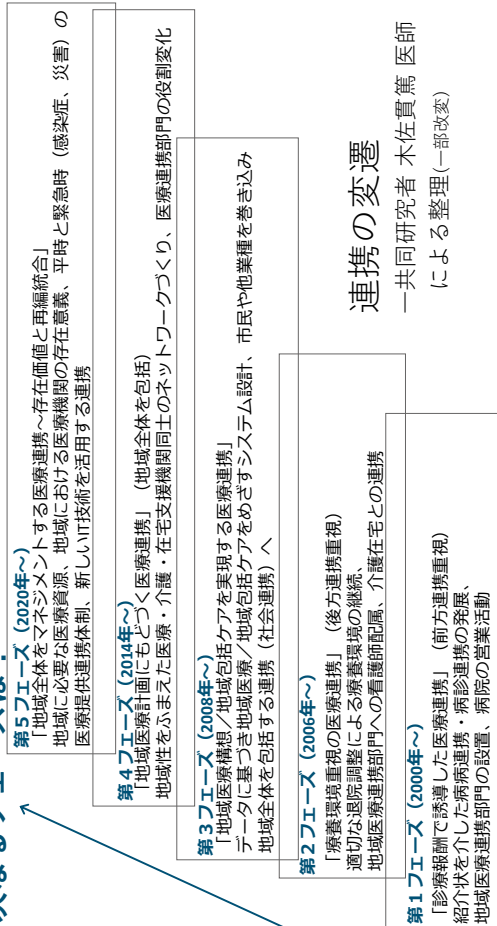 第５フェーズ（2020年～）
「地域全体をマネジメントする医療連携～存在価値と再編統合」
地域に必要な医療資源、地域における医療機関の存在意義、平時と緊急時（感染症、災害）の
医療提供連携体制、新しいIT技術を活用する連携
第４フェーズ（2014年～）
「地域医療計画にもとづく医療連携」（地域全体を包括）
地域性をふまえた医療・介護・在宅支援機関同士のネットワークづくり、医療連携部門の役割変化
第３フェーズ（2008年～）
「地域医療構想／地域包括ケアを実現する医療連携」
データに基づき地域医療／地域包括ケアをめざすシステム設計、市民や他業種を巻き込み
地域全体を包括する連携（社会連携）へ
第２フェーズ（2006年～）
「療養環境重視の医療連携」（後方連携重視）
適切な退院調整による療養環境の継続、
地域医療連携部門への看護師配属、介護在宅との連携
第１フェーズ（2000年～）
「診療報酬で誘導した医療連携」（前方連携重視）
紹介状を介した病病連携・病診連携の発展、
地域医療連携部門の設置、病院の営業活動
連携の変遷
―共同研究者 木佐貫篤 医師
による整理(一部改変)